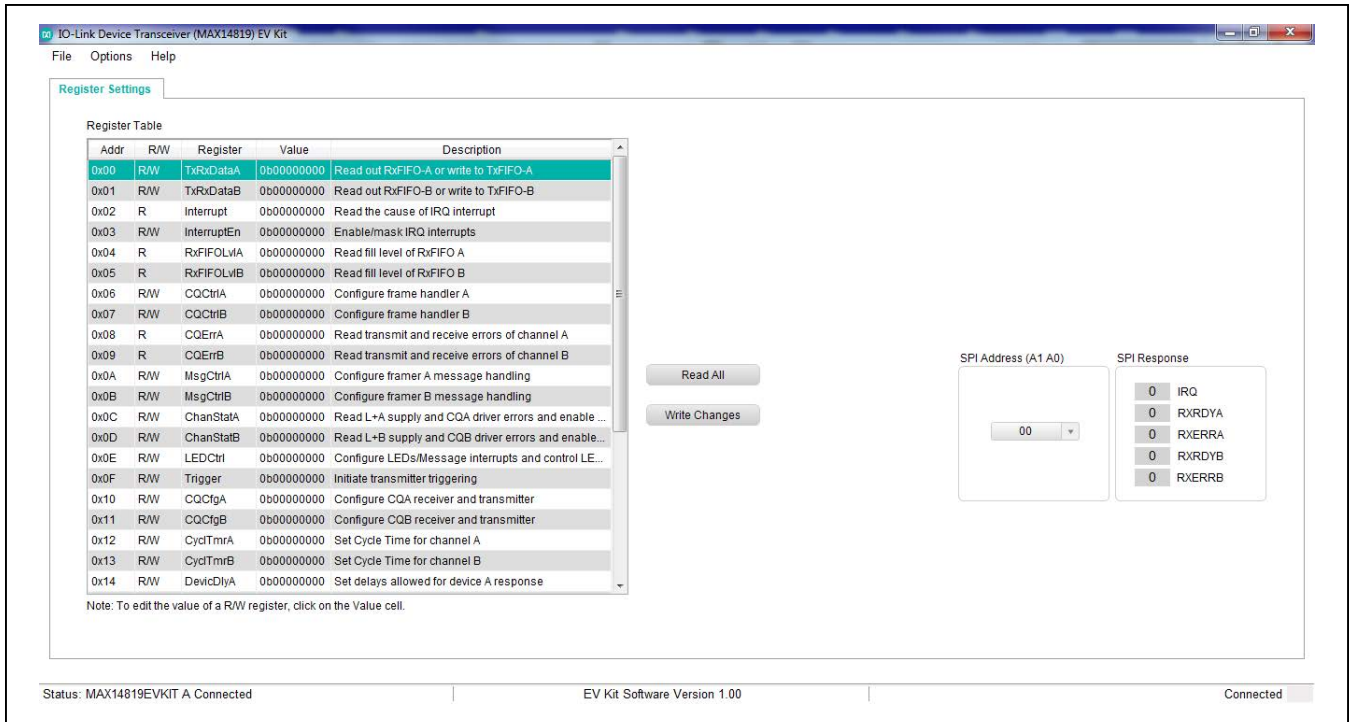 IO-Link Device Transceiver (MAX14819) EV Kit
File Options Help
Register Settings
Register Table
Addr R/W Register Value Description
0x00 R/W TxRxDataA 0b00000000 Read out RxFIFO-A or write to TxFIFO-A
0x01 R/W TxRxDataB 0b00000000 Read out RxFIFO-B or write to TxFIFO-B
0x02 R Interrupt 0b00000000 Read the cause of IRQ interrupt
0x03 R/W InterruptEn 0b00000000 Enable/mask IRQ interrupts
0x04 R RxFIFOLvlA 0b00000000 Read fill level of RxFIFO A
0x05 R RxFIFOLvlB 0b00000000 Read fill level of RxFIFO B
0x06 R/W CQCtrlA 0b00000000 Configure frame handler A
0x07 R/W CQCtrlB 0b00000000 Configure frame handler B
0x08 R CQErrA 0b00000000 Read transmit and receive errors of channel A
0x09 R CQErrB 0b00000000 Read transmit and receive errors of channel B
0x0A R/W MsgCtrlA 0b00000000 Configure framer A message handling
0x0B R/W MsgCtrlB 0b00000000 Configure framer B message handling
0x0C R/W ChanStatA 0b00000000 Read L+A supply and CQA driver errors and enable ...
0x0D R/W ChanStatB 0b00000000 Read L+B supply and CQB driver errors and enable...
0x0E R/W LEDCtrl 0b00000000 Configure LEDs/Message interrupts and control LE...
0x0F R/W Trigger 0b00000000 Initiate transmitter triggering
0x10 R/W CQCfgA 0b00000000 Configure CQA receiver and transmitter
0x11 R/W CQCfgB 0b00000000 Configure CQB receiver and transmitter
0x12 R/W CyclTmrA 0b00000000 Set Cycle Time for channel A
0x13 R/W CyclTmrB 0b00000000 Set Cycle Time for channel B
0x14 R/W DevicDlyA 0b00000000 Set delays allowed for device A response
Note: To edit the value of a R/W register, click on the Value cell.
Read All
Write Changes
SPI Address (A1 A0)
00
SPI Response
0 IRQ
0 RXRDYA
0 RXERRA
0 RXRDYB
0 RXERRB
Status: MAX14819EVKIT A Connected
EV Kit Software Version 1.00
Connected